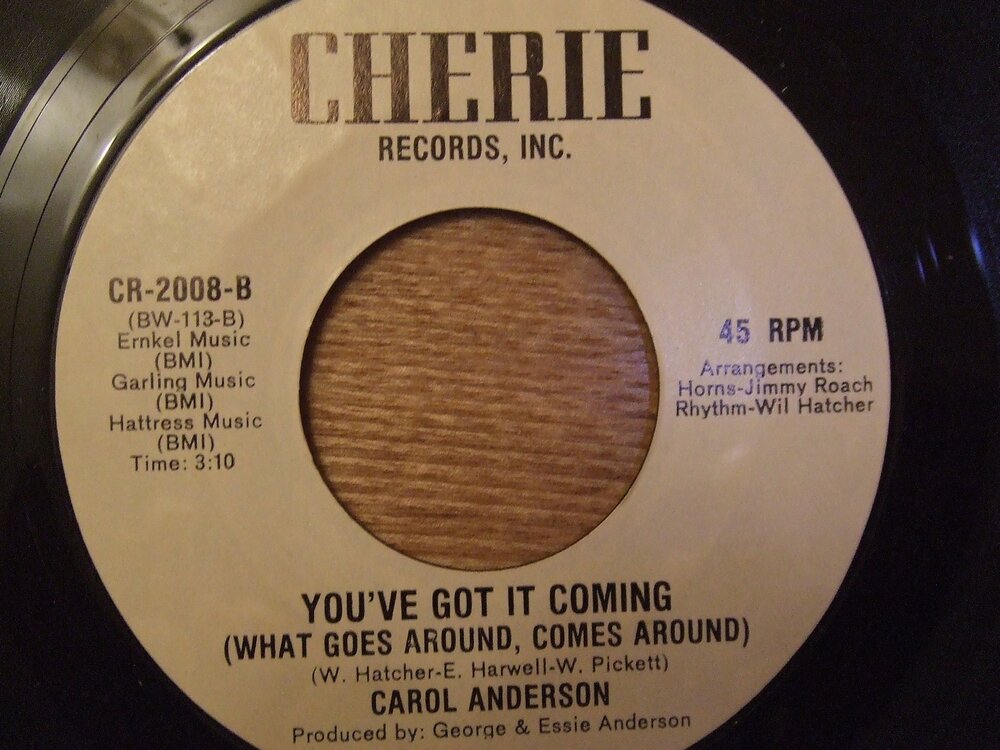 CHERIE
RECORDS, INC.
CR-2008-B
(BW-113-B)
Ernkel Music
(BMI)
Garling Music
(BMI)
Hattress Music
(BMI)
Time: 3:10
45 RPM
Arrangements:
Horns-Jimmy Roach
Rhythm-Wil Hatcher
YOU'VE GOT IT COMING
(WHAT GOES AROUND, COMES AROUND)
(W. Hatcher-E. Harwell-W. Pickett)
CAROL ANDERSON
Produced by: George & Essie Anderson